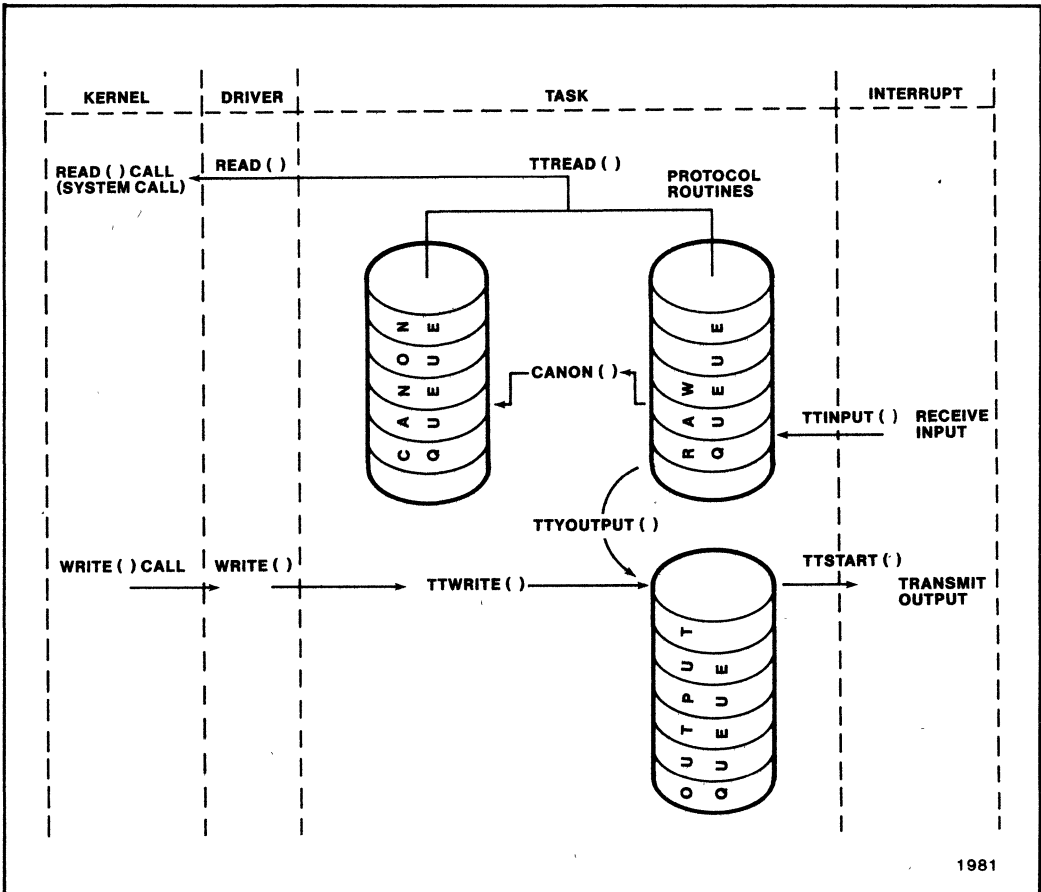 KERNEL
DRIVER
TASK
INTERRUPT
READ ( ) CALL
(SYSTEM CALL)
READ ( )
TTREAD ( )
PROTOCOL
ROUTINES
CANON
QUEUE
CANON ( )
RAW
QUEUE
TTINPUT ( )
RECEIVE
INPUT
TTYOUTPUT ( )
WRITE ( ) CALL
WRITE ( )
TTWRITE ( )
TTSTART ( )
TRANSMIT
OUTPUT
OUTPUT
QUEUE
1981